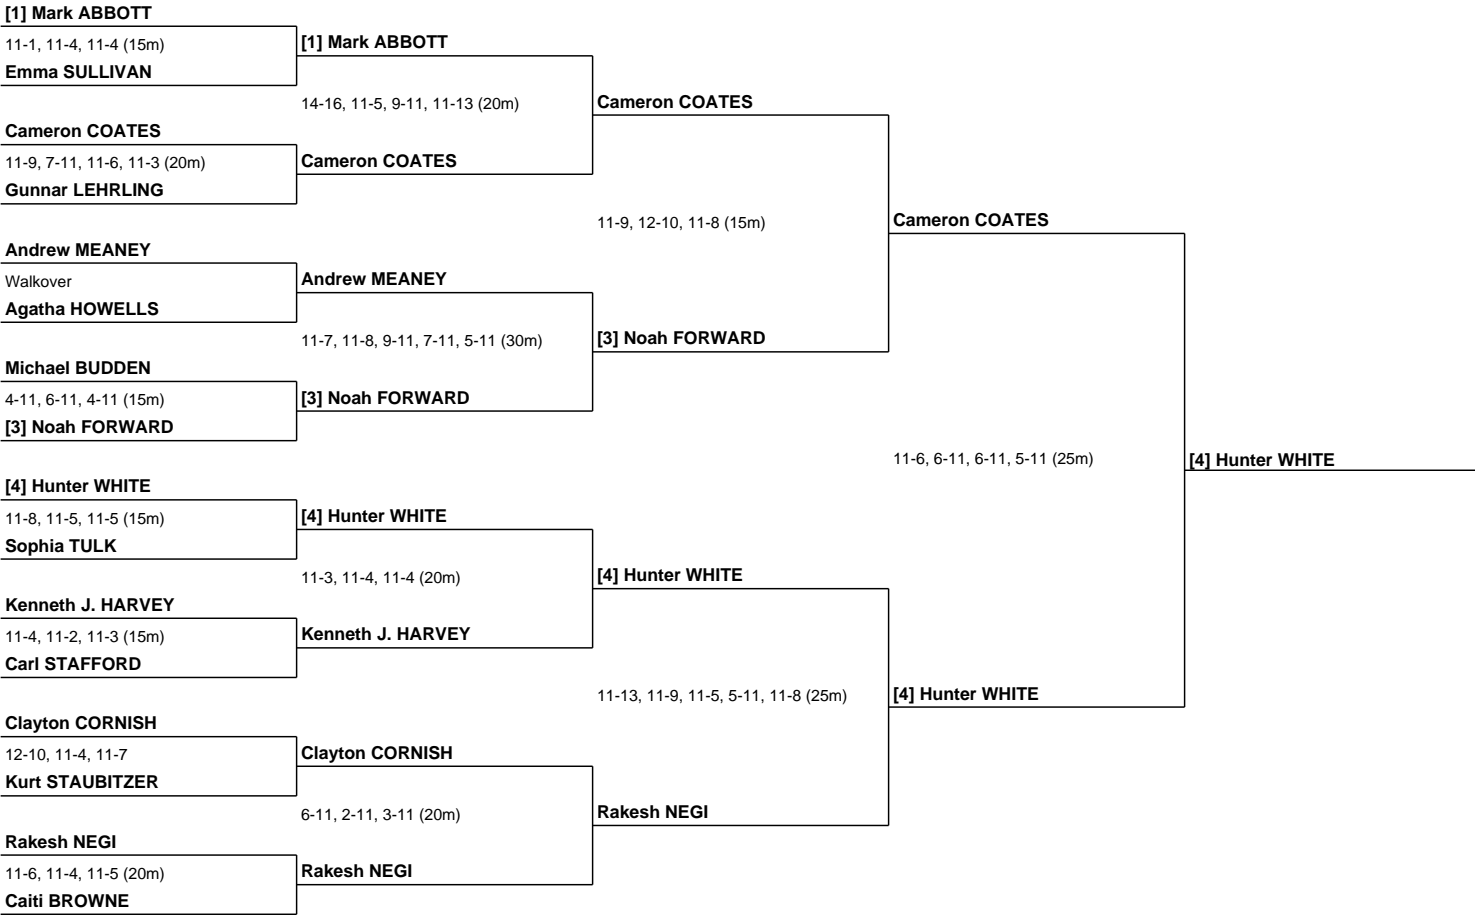 [1] Mark ABBOTT
11-1, 11-4, 11-4 (15m)
Emma SULLIVAN
Cameron COATES
11-9, 7-11, 11-6, 11-3 (20m)
Gunnar LEHRLING
Andrew MEANEY
Walkover
Agatha HOWELLS
Michael BUDDEN
4-11, 6-11, 4-11 (15m)
[3] Noah FORWARD
[4] Hunter WHITE
11-8, 11-5, 11-5 (15m)
Sophia TULK
Kenneth J. HARVEY
11-4, 11-2, 11-3 (15m)
Carl STAFFORD
Clayton CORNISH
12-10, 11-4, 11-7
Kurt STAUBITZER
Rakesh NEGI
11-6, 11-4, 11-5 (20m)
Caiti BROWNE
[1] Mark ABBOTT
14-16, 11-5, 9-11, 11-13 (20m)
Cameron COATES
Andrew MEANEY
11-7, 11-8, 9-11, 7-11, 5-11 (30m)
[3] Noah FORWARD
[4] Hunter WHITE
11-3, 11-4, 11-4 (20m)
Kenneth J. HARVEY
Clayton CORNISH
6-11, 2-11, 3-11 (20m)
Rakesh NEGI
Cameron COATES
11-9, 12-10, 11-8 (15m)
[3] Noah FORWARD
[4] Hunter WHITE
11-13, 11-9, 11-5, 5-11, 11-8 (25m)
Rakesh NEGI
Cameron COATES
11-6, 6-11, 6-11, 5-11 (25m)
[4] Hunter WHITE
[4] Hunter WHITE